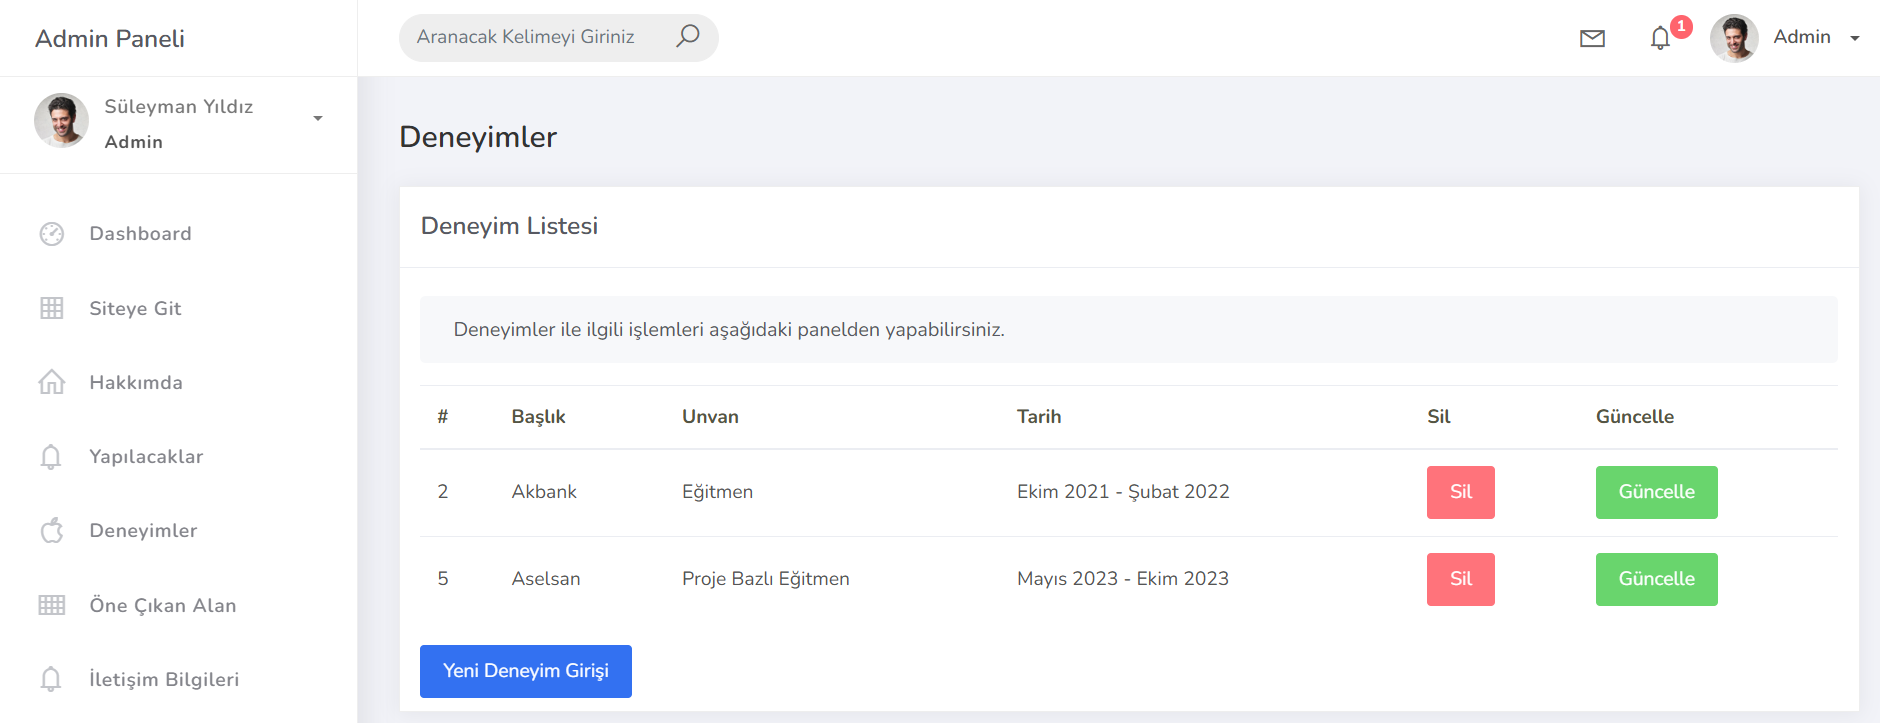 Admin Paneli
Aranacak Kelimeyi Giriniz
1
Admin
Süleyman Yıldız
Admin
Dashboard
Siteye Git
Hakkımda
Yapılacaklar
Deneyimler
Öne Çıkan Alan
İletişim Bilgileri
Deneyimler
Deneyim Listesi
Deneyimler ile ilgili işlemleri aşağıdaki panelden yapabilirsiniz.
# Başlık Unvan Tarih Sil Güncelle
2 Akbank Eğitmen Ekim 2021 - Şubat 2022 Sil Güncelle
5 Aselsan Proje Bazlı Eğitmen Mayıs 2023 - Ekim 2023 Sil Güncelle
Yeni Deneyim Girişi